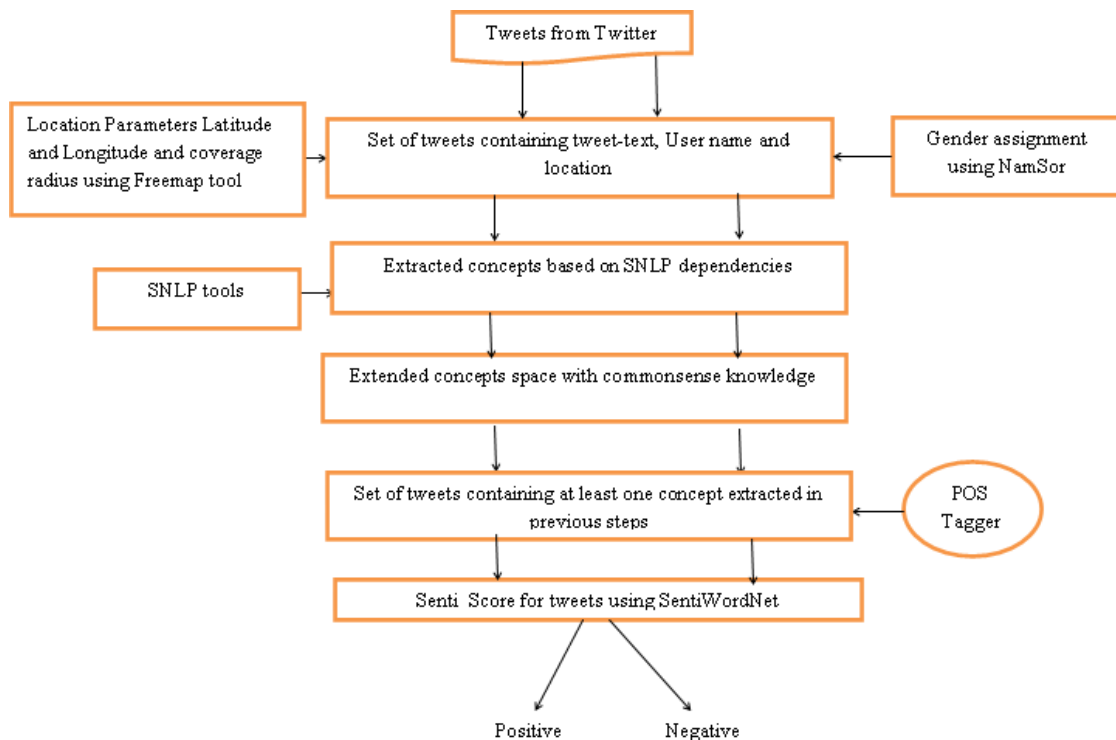 Tweets from Twitter
Location Parameters Latitude
and Longitude and coverage
radius using Freemap tool
Set of tweets containing tweet-text, User name and
location
Gender assignment
using NamSor
Extracted concepts based on SNLP dependencies
SNLP tools
Extended concepts space with commonsense knowledge
Set of tweets containing at least one concept extracted in
previous steps
POS
Tagger
Senti Score for tweets using SentiWordNet
Positive
Negative